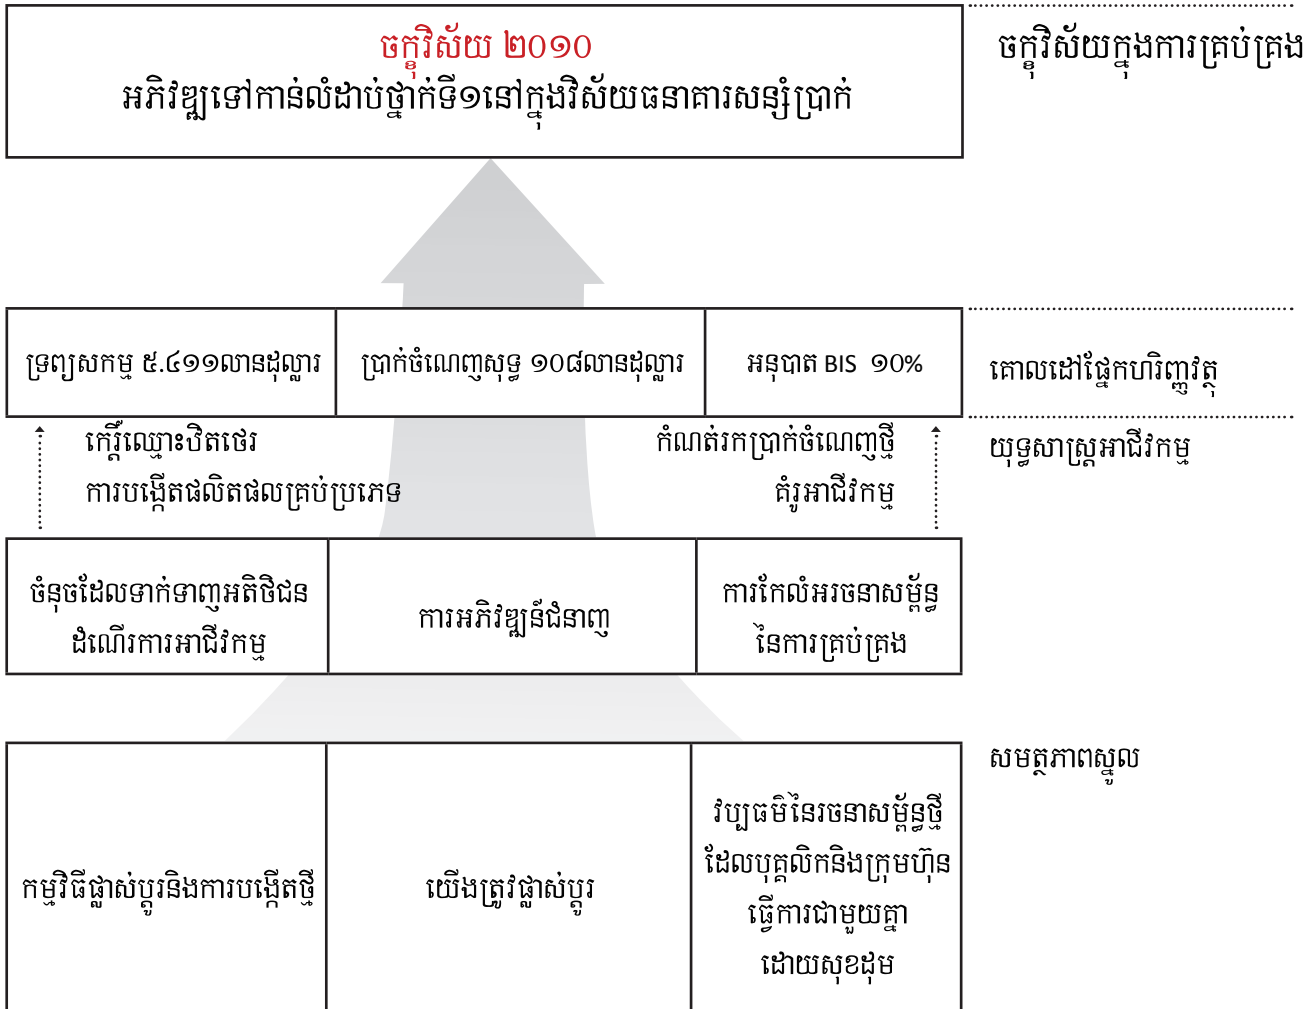 ចក្ខុវិស័យ ២០១០
អភិវឌ្ឍទៅកាន់លំដាប់ថ្នាក់ទី១នៅក្នុងវិស័យធនាគារសន្សំប្រាក់
ចក្ខុវិស័យក្នុងការគ្រប់គ្រង
ទ្រព្យសកម្ម ៥.៤១១លានដុល្លារ
ប្រាក់ចំណេញសុទ្ធ ១០៨លានដុល្លារ
អនុបាត BIS ១០%
គោលដៅផ្នែកហរិញ្ញវត្ថុ
កេរ្តិ៍ឈ្មោះឋិតថេរ
ការបង្កើតផលិតផលគ្រប់ប្រភេទ
កំណត់រកប្រាក់ចំណេញថ្មី
គំរូអាជីវកម្ម
យុទ្ធសាស្ត្រអាជីវកម្ម
ចំនុចដែលទាក់ទាញអតិថិជន
ដំណើរការអាជីវកម្ម
ការអភិវឌ្ឍន៍ជំនាញ
ការកែលំអរចនាសម្ព័ន្ធ
នៃការគ្រប់គ្រង
សមត្ថភាពស្នូល
កម្មវិធីផ្លាស់ប្តូរនិងការបង្កើតថ្មី
យើងត្រូវផ្លាស់ប្តូរ
វប្បធម៌នៃរចនាសម្ព័ន្ធថ្មី
ដែលបុគ្គលិកនិងក្រុមហ៊ុន
ធ្វើការជាមួយគ្នា
ដោយសុខដុម